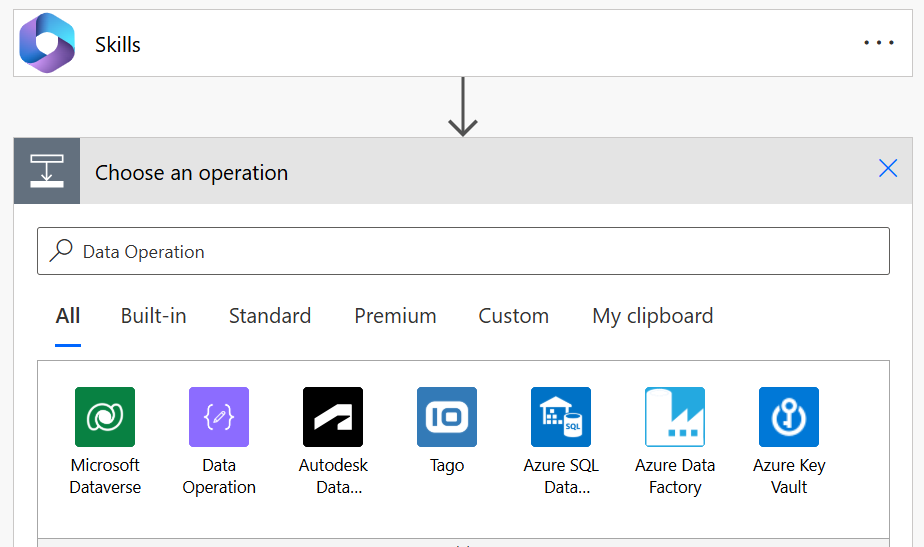 Skills
Choose an operation
Data Operation
All Built-in Standard Premium Custom My clipboard
Microsoft Dataverse
Data Operation
Autodesk Data...
Tago
Azure SQL Data...
Azure Data Factory
Azure Key Vault